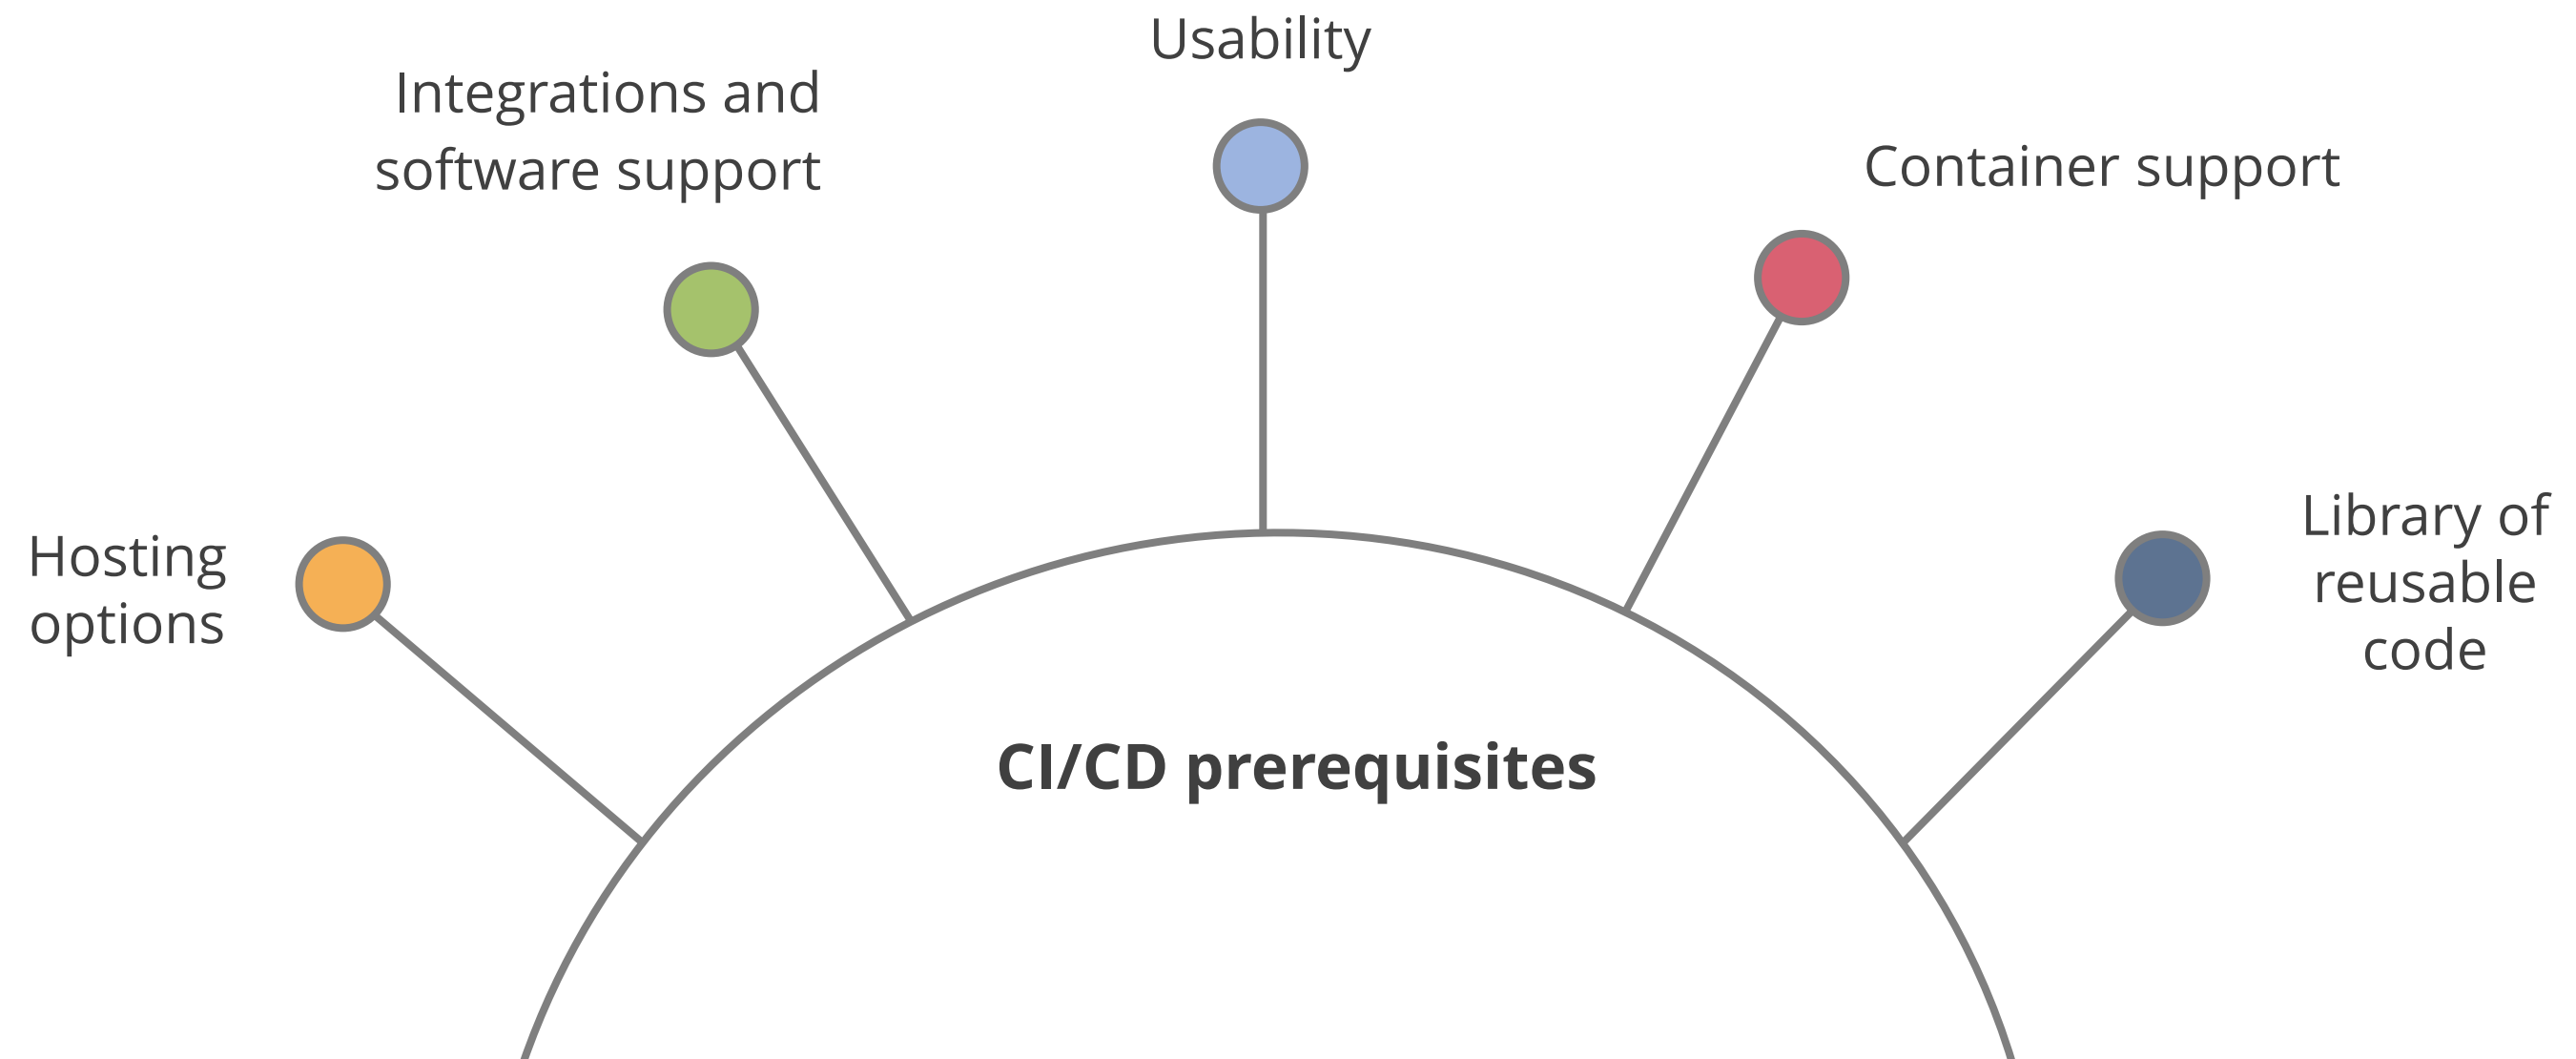 Usability
Integrations and
software support
Container support
Hosting
options
Library of
reusable
code
CI/CD prerequisites